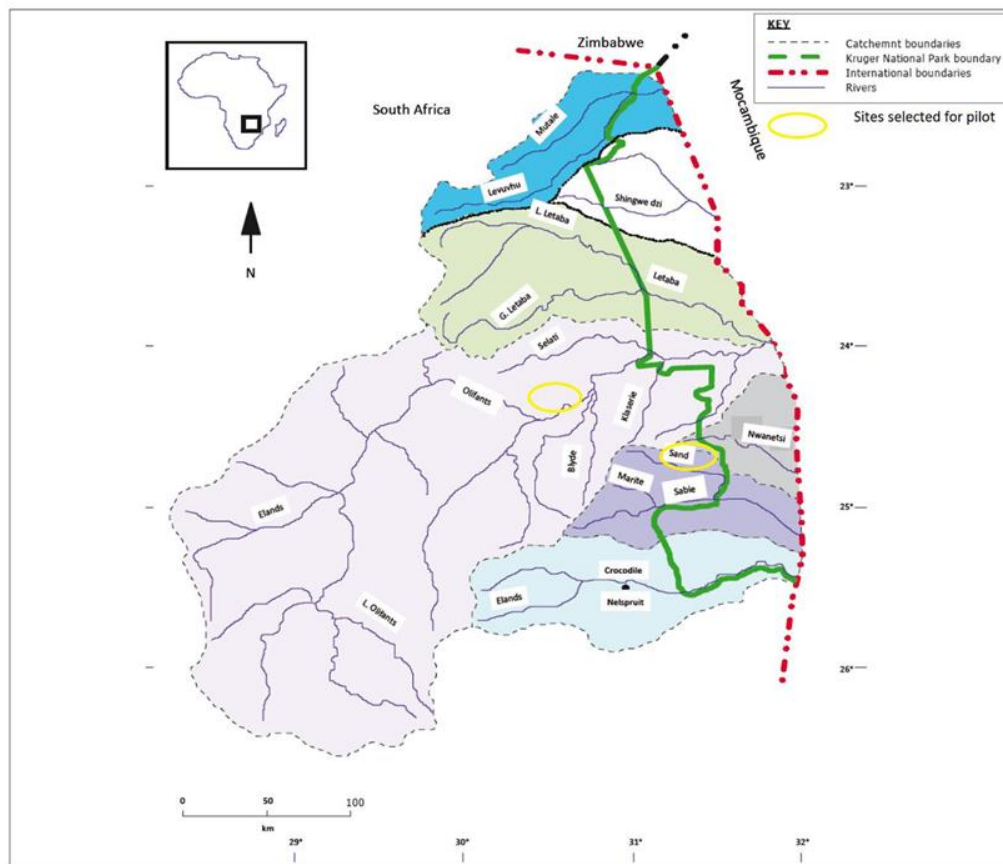 Zimbabwe
South Africa
Mocambique
KEY
Catchemnt boundaries
Kruger National Park boundary
International boundaries
Rivers
Sites selected for pilot
N
Mutale
Levuvhu
Shingwe dzi
L. Letaba
Letaba
G. Letaba
Selati
Olifants
Klaserie
Blyde
Nwanetsi
Sand
Marite
Sabie
Elands
Crocodile
Elands
Nelspruit
L. Olifants
23°
24°
25°
26°
0 50 100
km
29° 30° 31° 32°